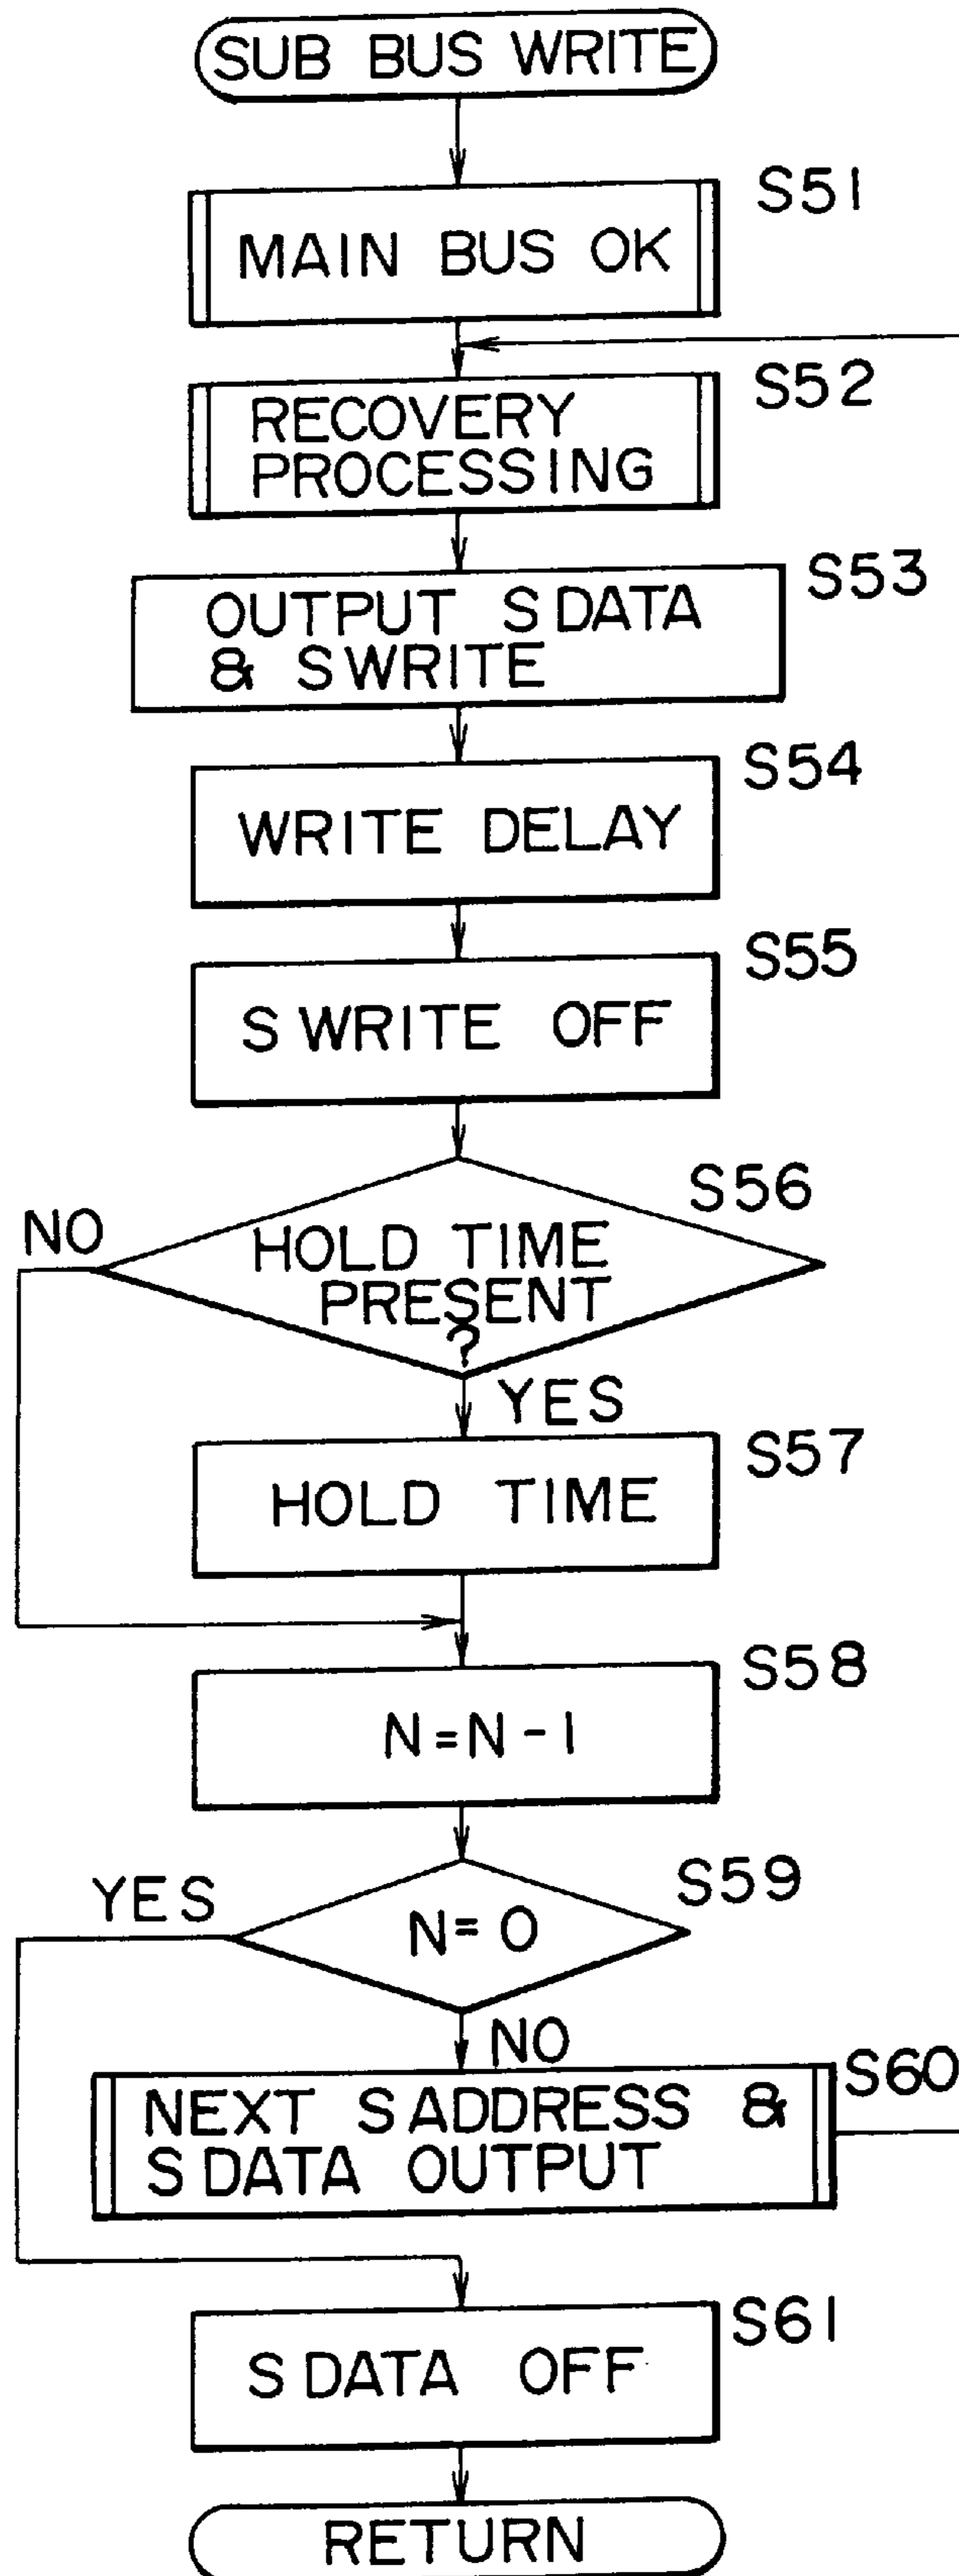 SUB BUS WRITE
S51
MAIN BUS OK
S52
RECOVERY
PROCESSING
S53
OUTPUT S DATA
& S WRITE
S54
WRITE DELAY
S55
S WRITE OFF
S56
NO
HOLD TIME
PRESENT
?
YES
S57
HOLD TIME
S58
N=N-1
S59
YES
N=0
NO
S60
NEXT S ADDRESS &
S DATA OUTPUT
S61
S DATA OFF
RETURN